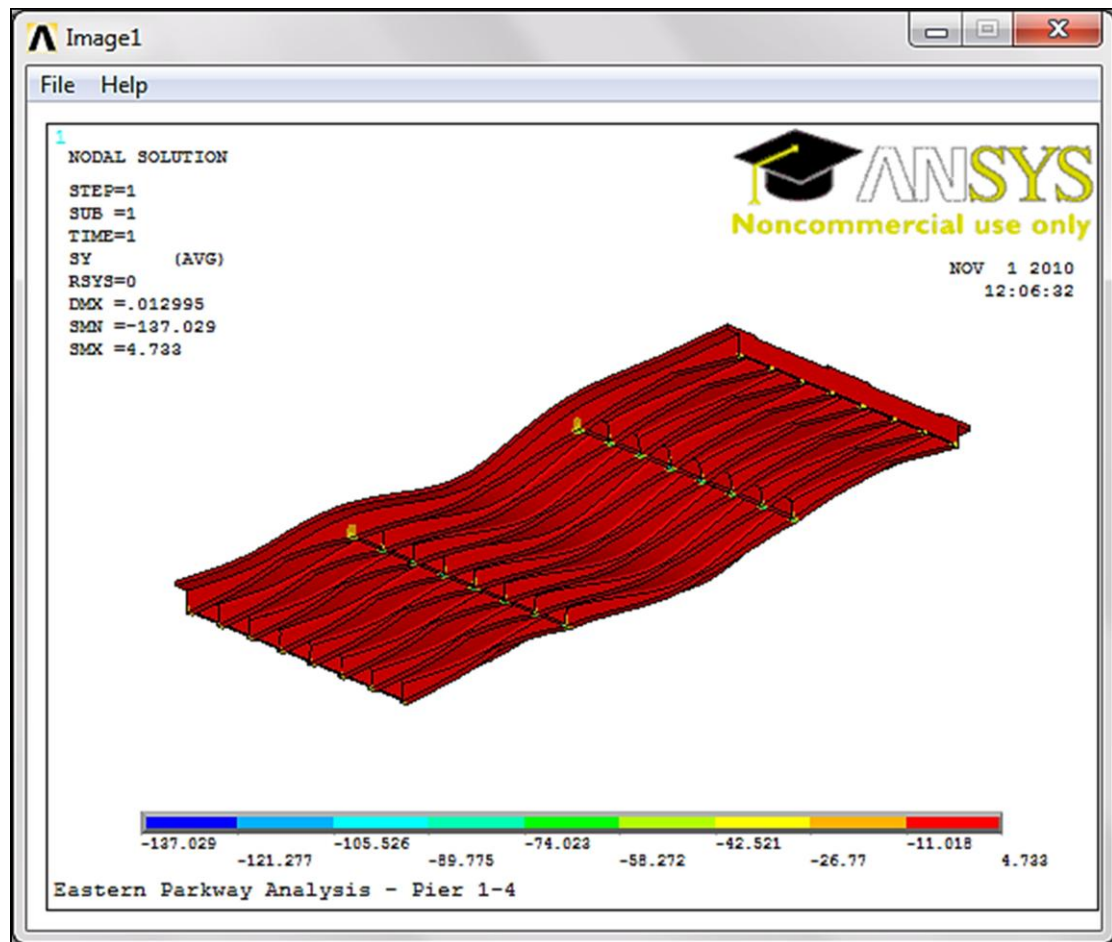 Image1
File Help
1
NODAL SOLUTION
STEP=1
SUB =1
TIME=1
SY (AVG)
RSYS=0
DMX =.012995
SMN =-137.029
SMX =4.733
ANSYS
Noncommercial use only
NOV 1 2010
12:06:32
-137.029 -105.526 -74.023 -42.521 -11.018
-121.277 -89.775 -58.272 -26.77 4.733
Eastern Parkway Analysis - Pier 1-4